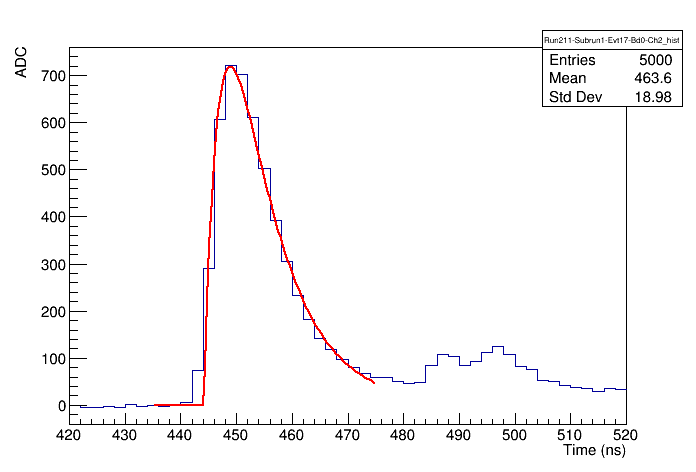 Run211-Subrun1-Evt17-Bd0-Ch2_hist
Entries 5000
Mean 463.6
Std Dev 18.98
ADC
700
600
500
400
300
200
100
0
420 430 440 450 460 470 480 490 500 510 520
Time (ns)